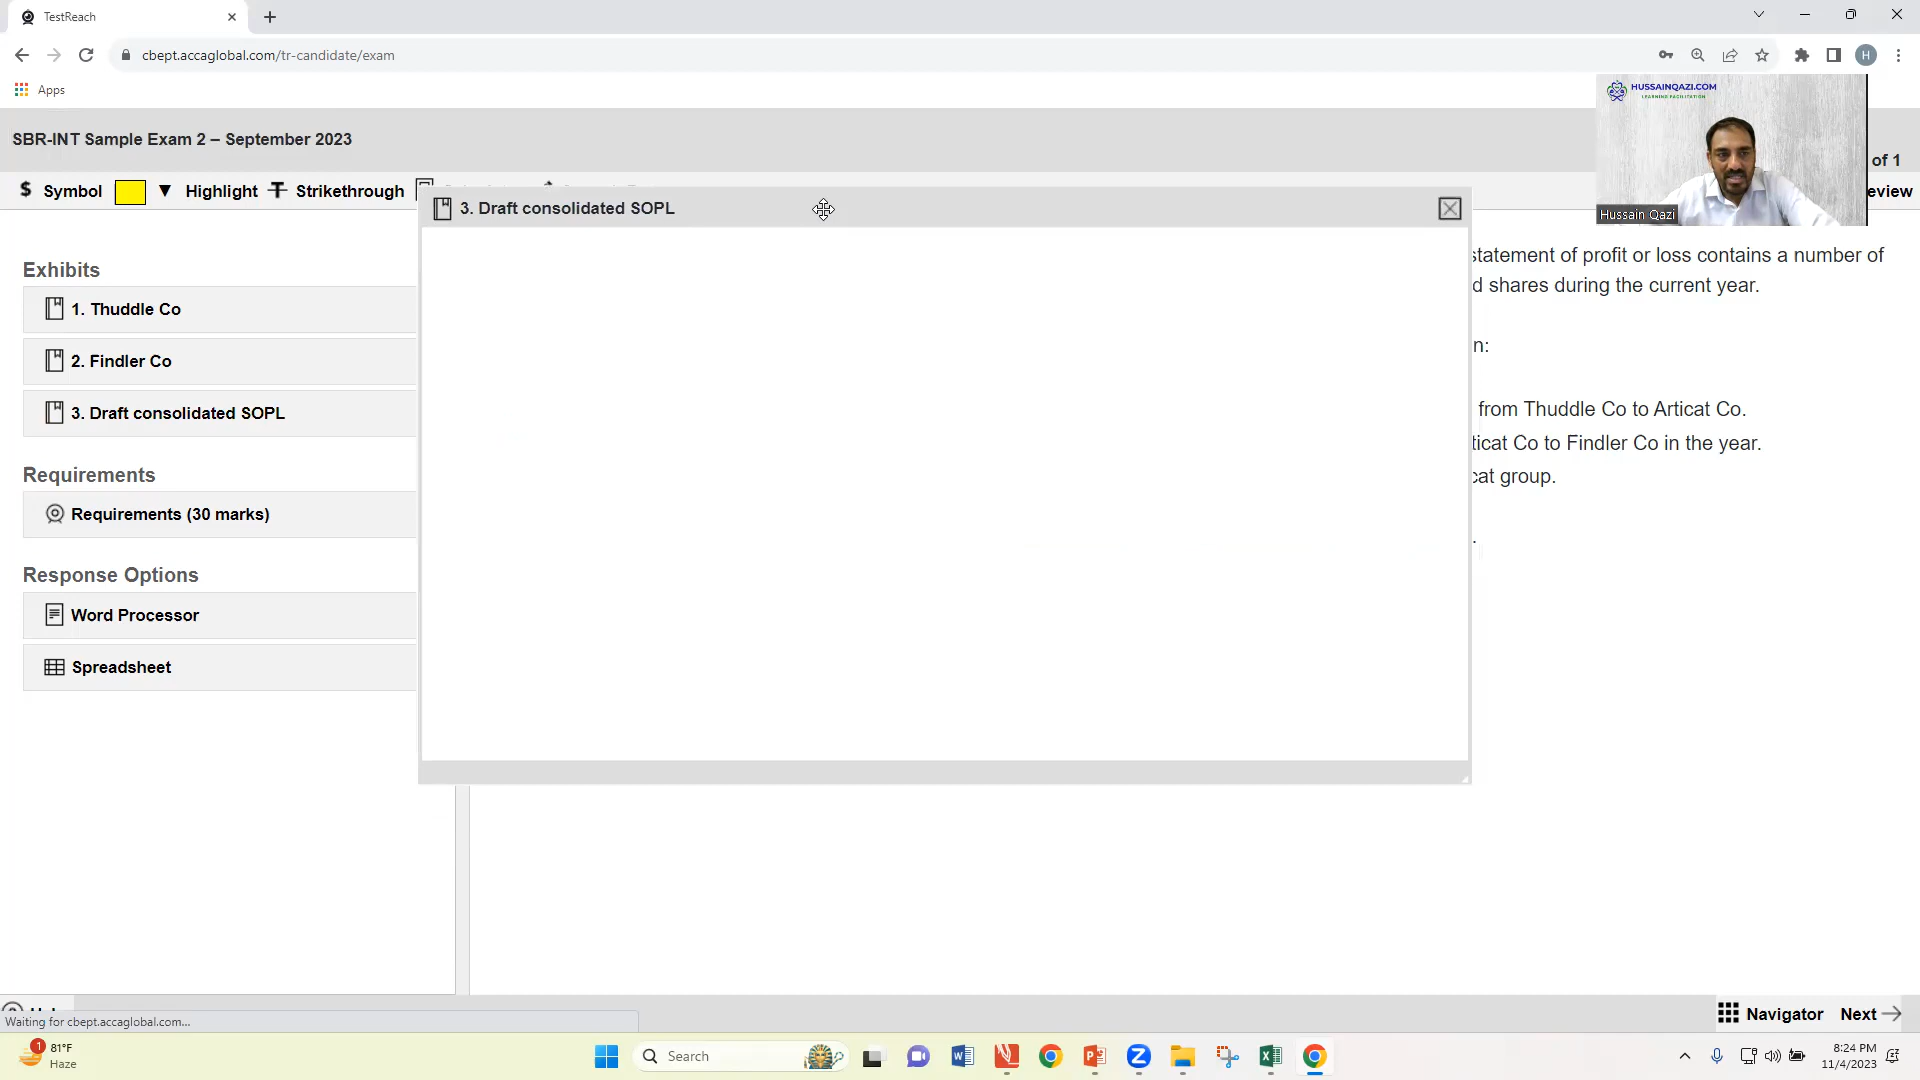 TestReach
cbept.accaglobal.com/tr-candidate/exam
H
Apps
HUSSAINQAZI.COM
LEARNING FACILITATION
Hussain Qazi
SBR-INT Sample Exam 2 – September 2023
of 1
$ Symbol
Highlight
Strikethrough
eview
3. Draft consolidated SOPL
Exhibits
1. Thuddle Co
2. Findler Co
3. Draft consolidated SOPL
Requirements
Requirements (30 marks)
Response Options
Word Processor
Spreadsheet
statement of profit or loss contains a number of
d shares during the current year.
n:
from Thuddle Co to Articat Co.
ticat Co to Findler Co in the year.
cat group.
.
Waiting for cbept.accaglobal.com...
Navigator
Next
1
81°F
Haze
Search
8:24 PM
11/4/2023